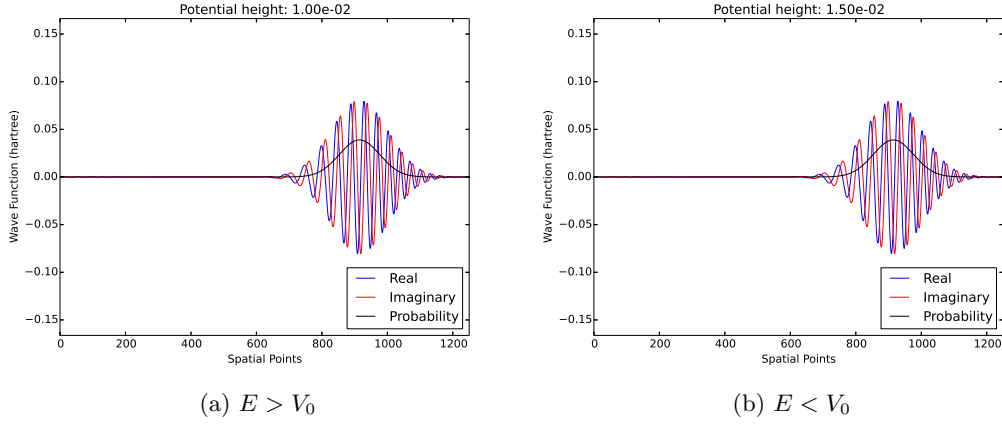 Potential height: 1.00e-02
0.15
0.10
0.05
0.00
−0.05
−0.10
−0.15
Wave Function (hartree)
Real
Imaginary
Probability
0 200 400 600 800 1000 1200
Spatial Points
(a) E > V0
Potential height: 1.50e-02
0.15
0.10
0.05
0.00
−0.05
−0.10
−0.15
Wave Function (hartree)
Real
Imaginary
Probability
0 200 400 600 800 1000 1200
Spatial Points
(b) E < V0